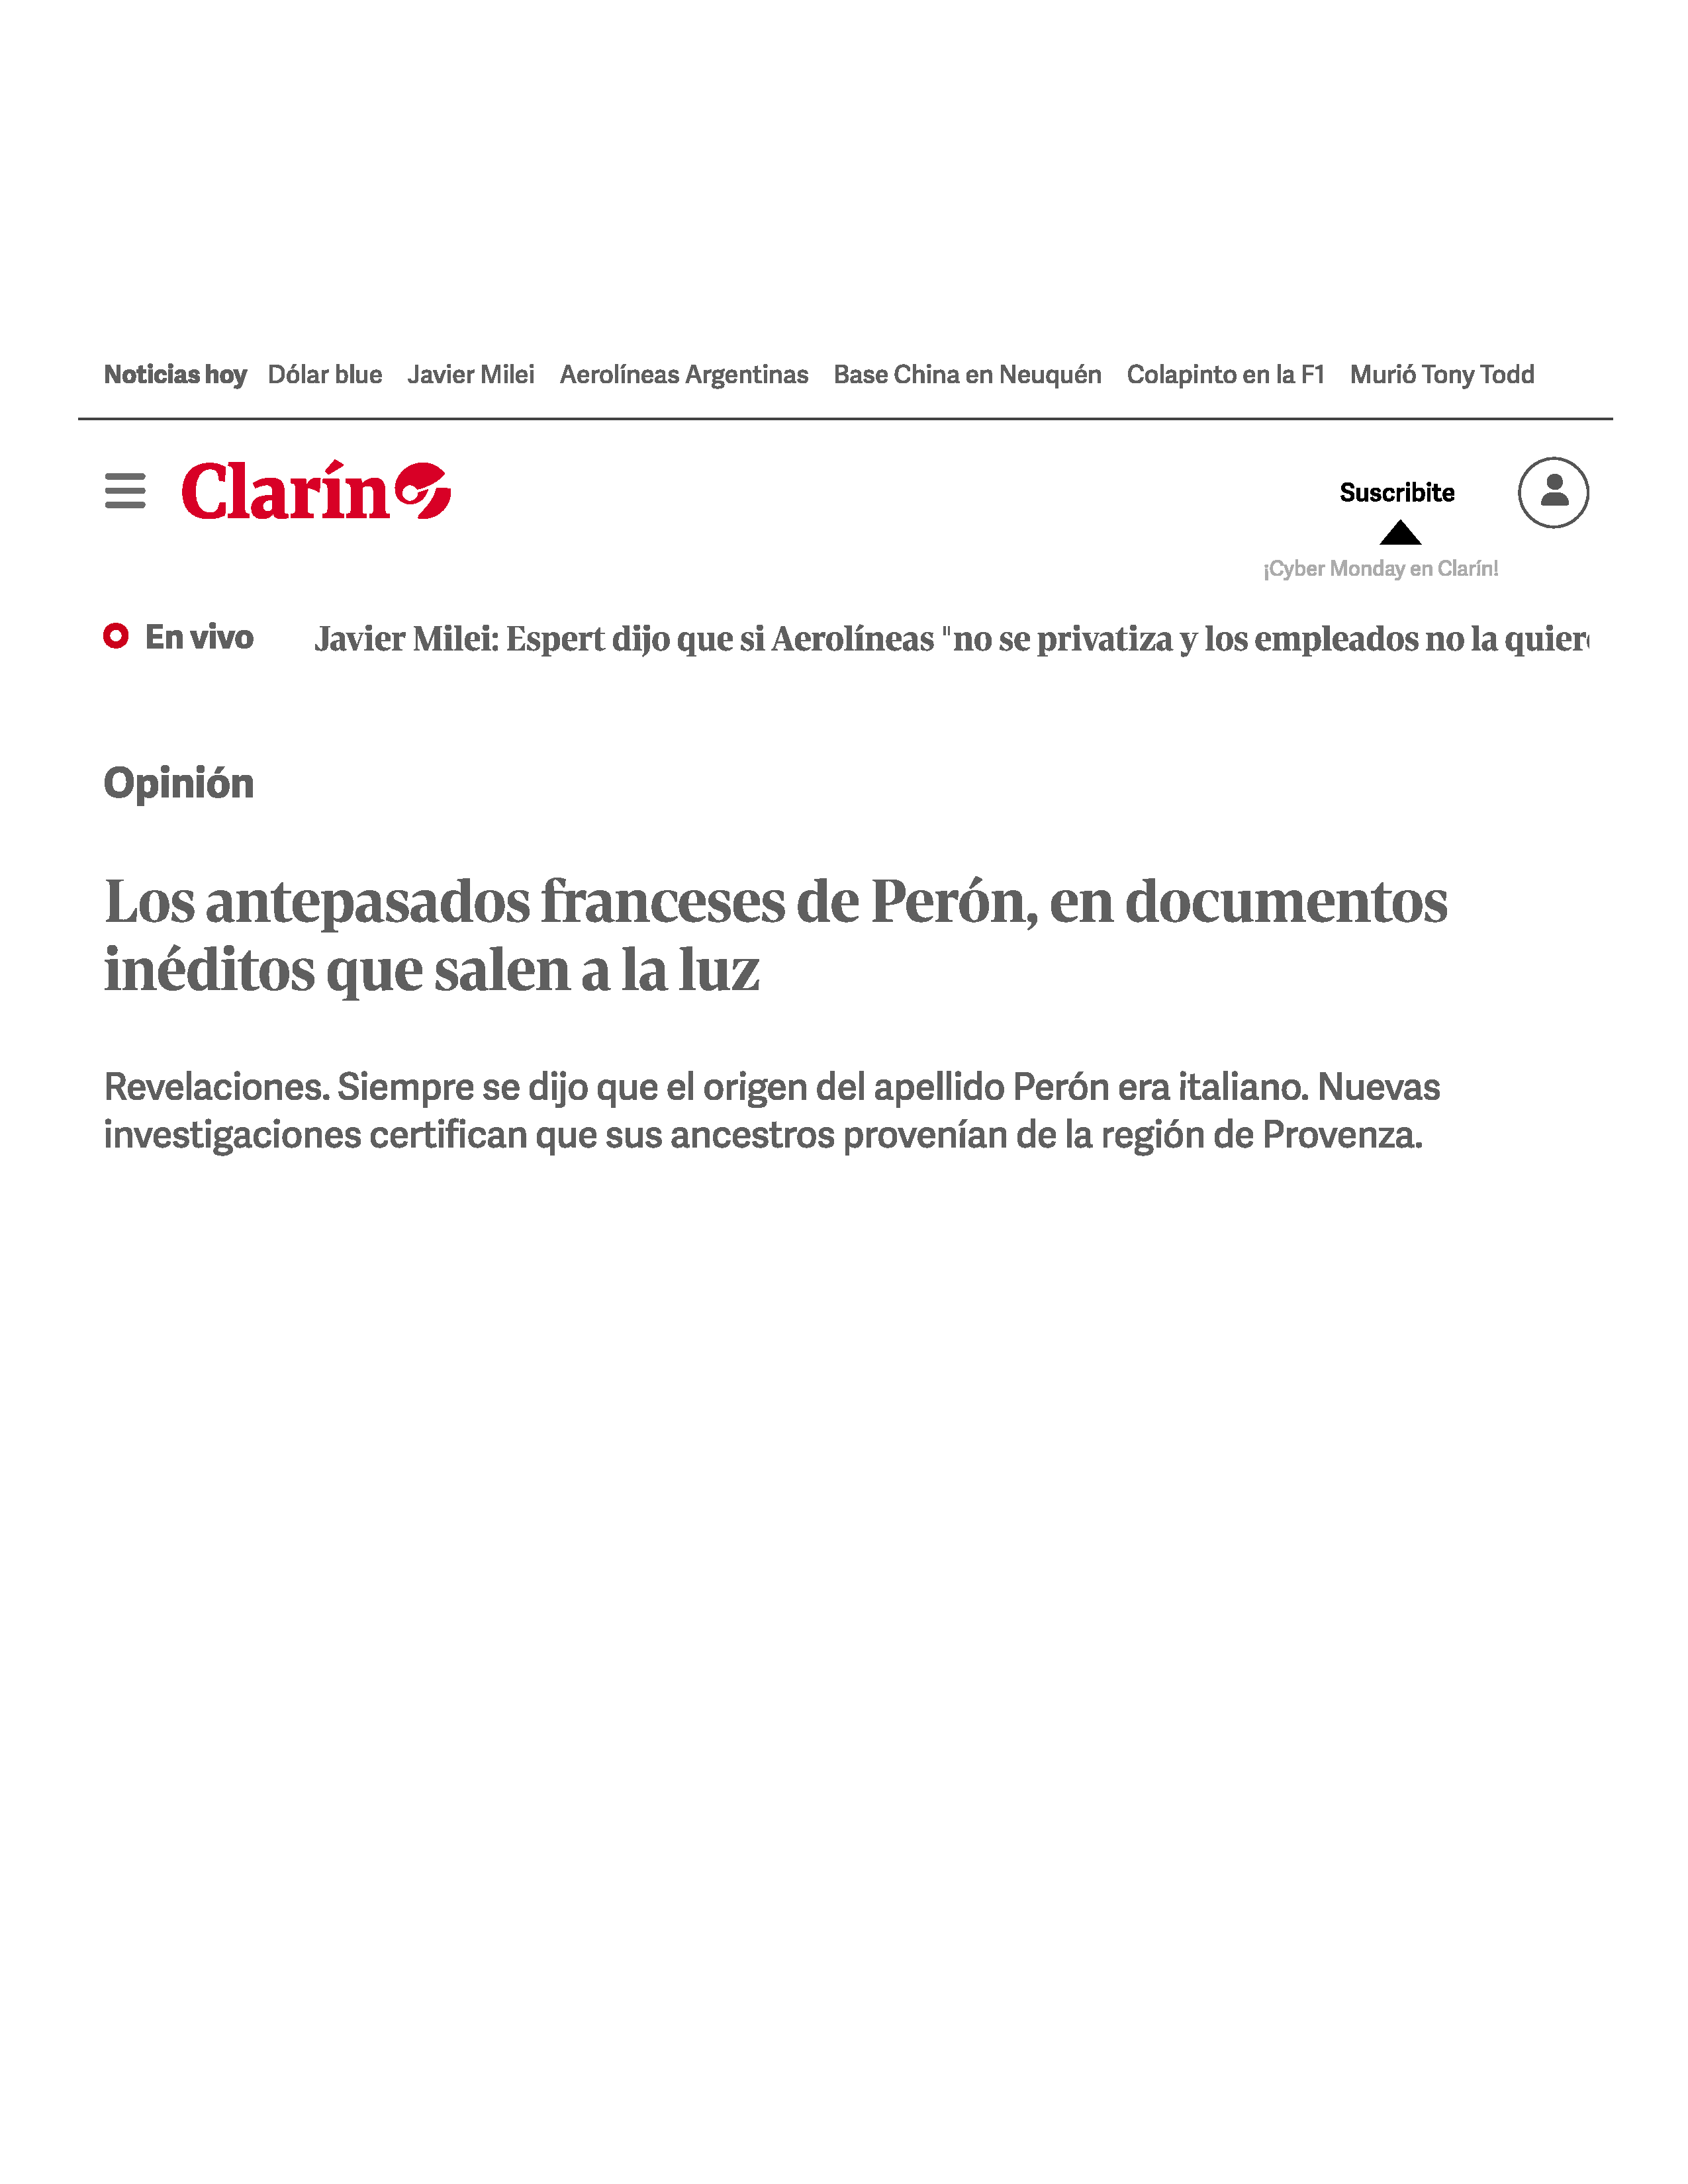 Noticias hoy Dólar blue Javier Milei Aerolíneas Argentinas Base China en Neuquén Colapinto en la F1 Murió Tony Todd
Clarín
Suscribite
¡Cyber Monday en Clarín!
En vivo Javier Milei: Espert dijo que si Aerolíneas "no se privatiza y los empleados no la
Opinión
Los antepasados franceses de Perón, en documentos
inéditos que salen a la luz
Revelaciones. Siempre se dijo que el origen del apellido Perón era italiano. Nuevas
investigaciones certifican que sus ancestros provenían de la región de Provenza.